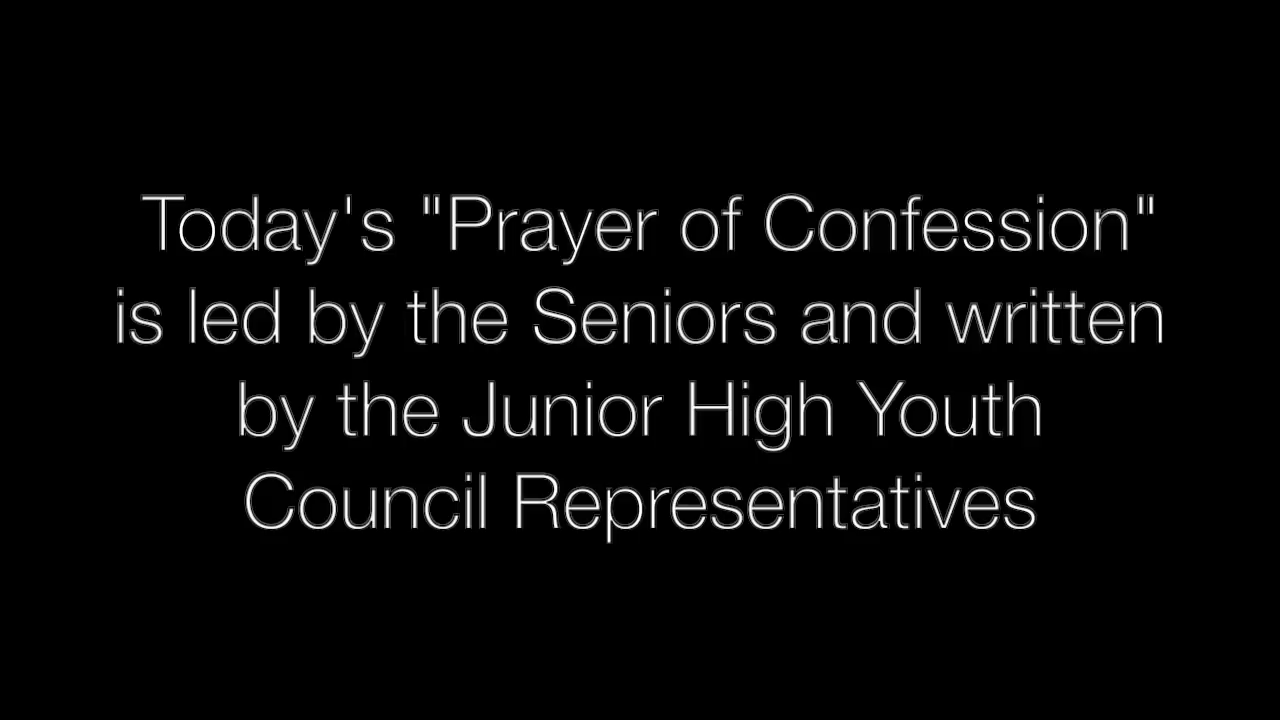 Today's "Prayer of Confession"
is led by the Seniors and written
by the Junior High Youth
Council Representatives